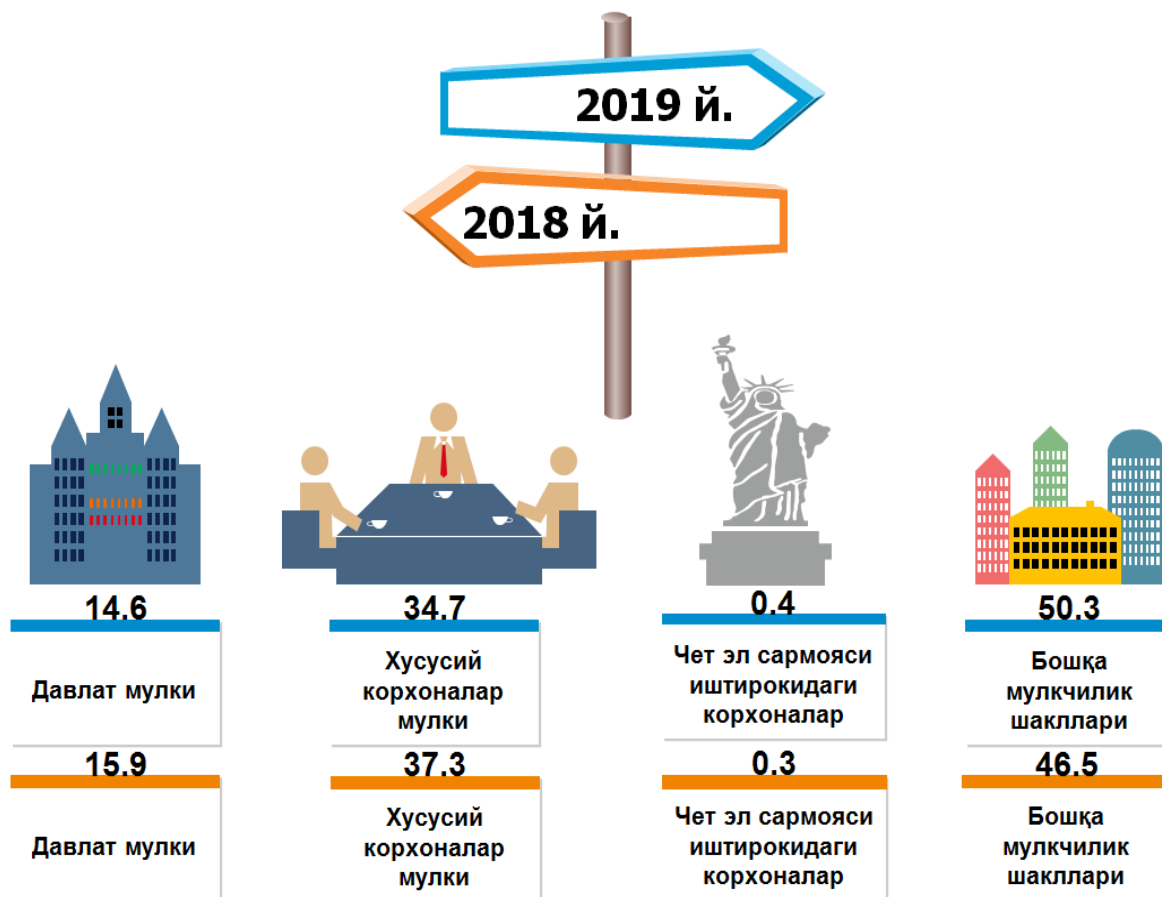 2019 й.
2018 й.
14.6
34.7
0.4
50.3
Давлат мулки
Хусусий
корхоналар
мулки
Чет эл сармояси
иштирокидаги
корхоналар
Бошқа
мулкчилик
шакллари
15.9
37.3
0.3
46.5
Давлат мулки
Хусусий
корхоналар
мулки
Чет эл сармояси
иштирокидаги
корхоналар
Бошқа
мулкчилик
шакллари